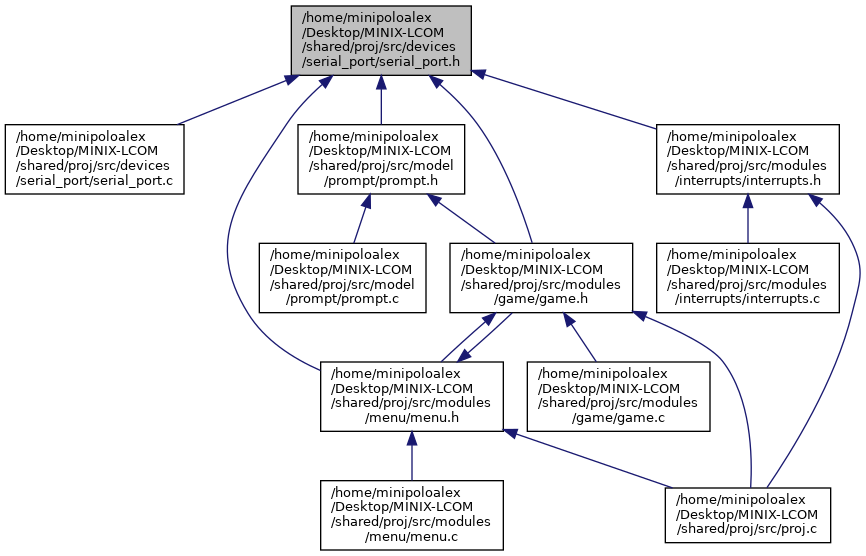 /home/minipoloalex
/Desktop/MINIX-LCOM
/shared/proj/src/devices
/serial_port/serial_port.h
/home/minipoloalex
/Desktop/MINIX-LCOM
/shared/proj/src/devices
/serial_port/serial_port.c
/home/minipoloalex
/Desktop/MINIX-LCOM
/shared/proj/src/model
/prompt/prompt.h
/home/minipoloalex
/Desktop/MINIX-LCOM
/shared/proj/src/modules
/interrupts/interrupts.h
/home/minipoloalex
/Desktop/MINIX-LCOM
/shared/proj/src/model
/prompt/prompt.c
/home/minipoloalex
/Desktop/MINIX-LCOM
/shared/proj/src/modules
/game/game.h
/home/minipoloalex
/Desktop/MINIX-LCOM
/shared/proj/src/modules
/interrupts/interrupts.c
/home/minipoloalex
/Desktop/MINIX-LCOM
/shared/proj/src/modules
/menu/menu.h
/home/minipoloalex
/Desktop/MINIX-LCOM
/shared/proj/src/modules
/game/game.c
/home/minipoloalex
/Desktop/MINIX-LCOM
/shared/proj/src/modules
/menu/menu.c
/home/minipoloalex
/Desktop/MINIX-LCOM
/shared/proj/src/proj.c